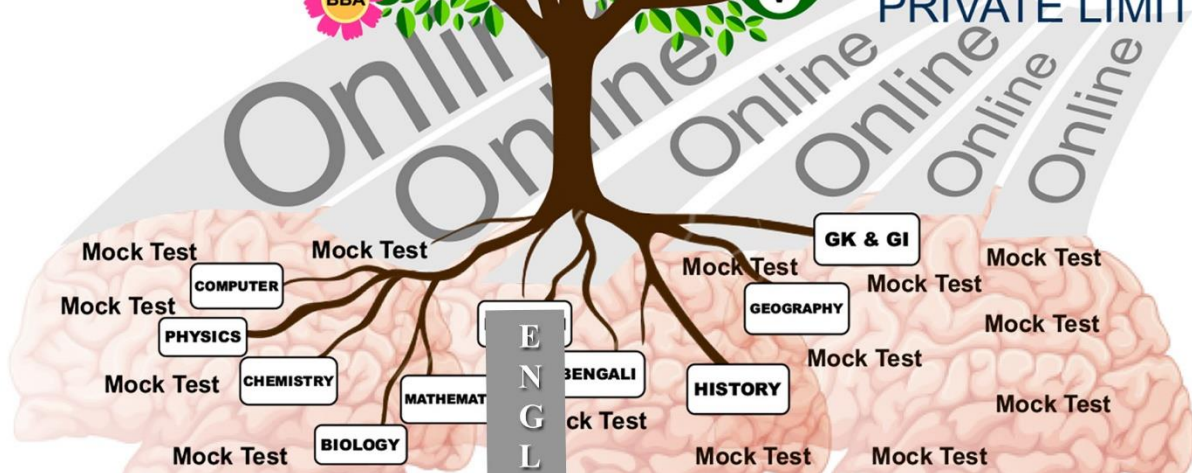 BBA
PRIVATE LIMIT
Online
Online
Online
Online
Online
GK & GI
Mock Test
Mock Test
Mock Test
Mock Test
COMPUTER
Mock Test
Mock Test
GEOGRAPHY
Mock Test
PHYSICS
Mock Test
BENGALI
Mock Test
CHEMISTRY
HISTORY
MATHEMAT
ck Test
Mock Test
BIOLOGY
Mock Test
Mock Test
Mock Test
E
N
G
L